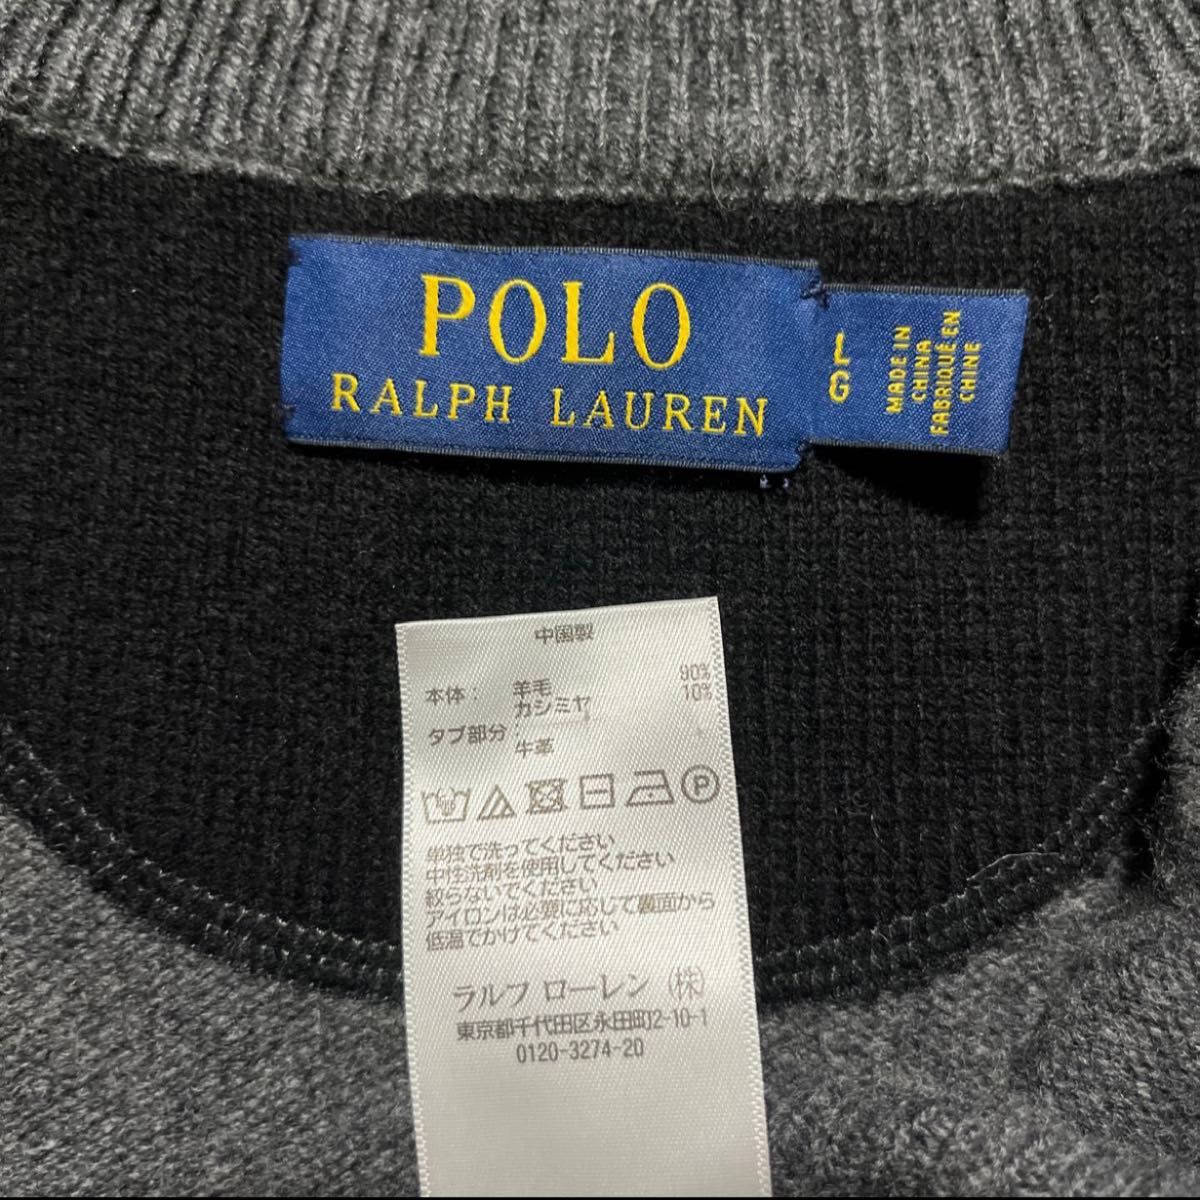 POLO
RALPH LAUREN
L
G
MADE IN
CHINA
FABRIQUÉ EN
CHINE
中国製
本体: 羊毛 90%
カシミヤ 10%
タブ部分:
牛革
P
単独で洗ってください
中性洗剤を使用してください
絞らないでください
アイロンは必要に応じて裏面から
低温でかけてください
ラルフ ローレン (株)
東京都千代田区永田町2-10-1
0120-3274-20